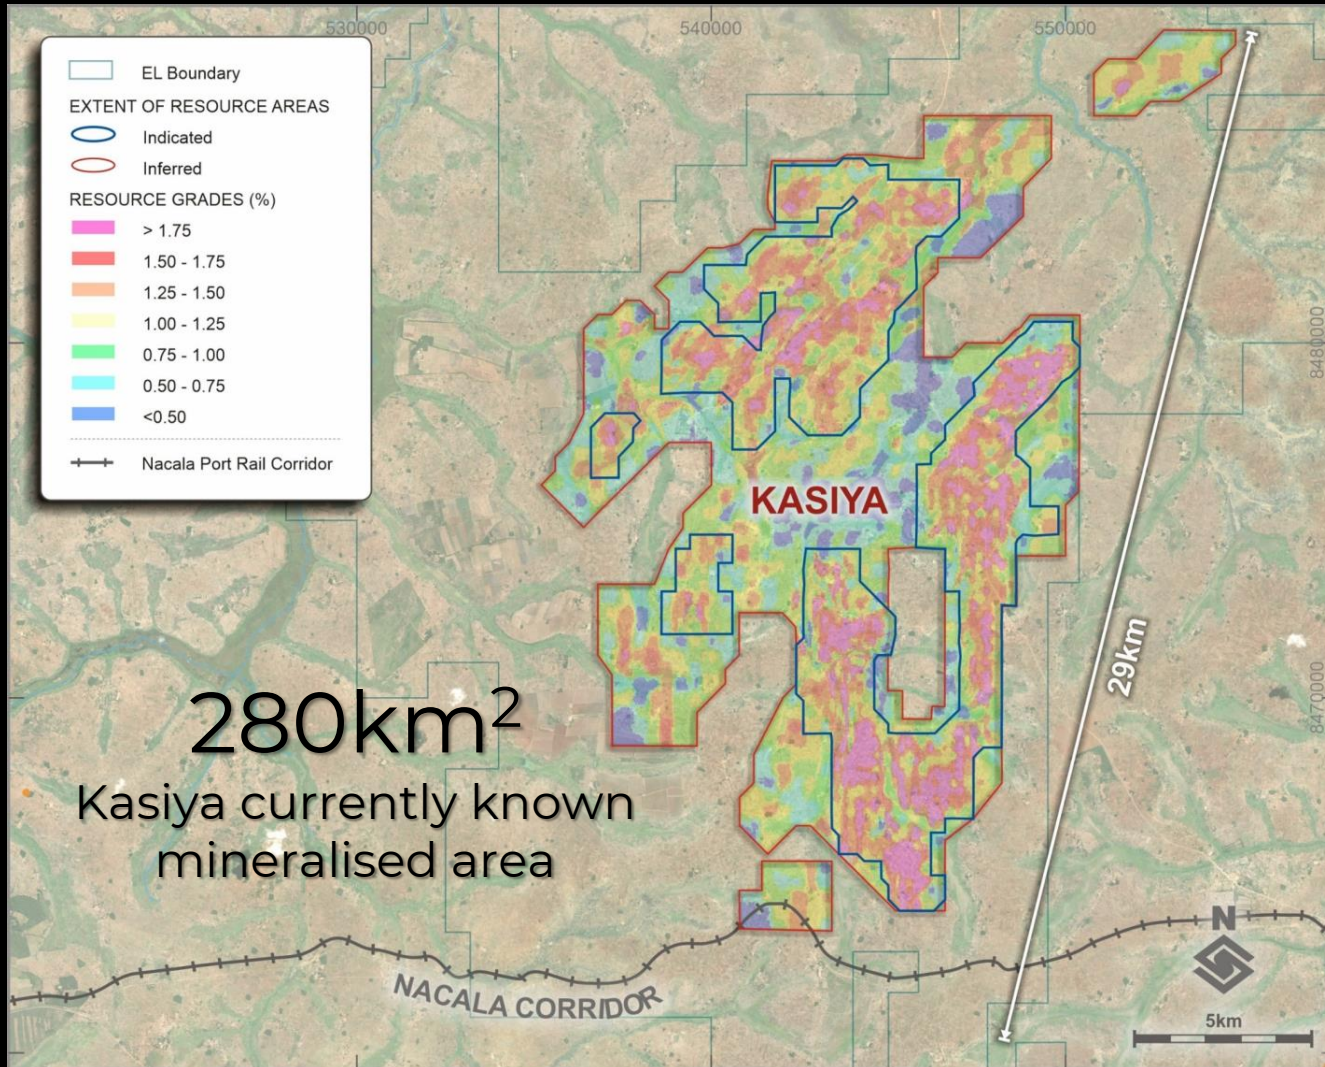 530000
540000
550000
EL Boundary
EXTENT OF RESOURCE AREAS
Indicated
Inferred
RESOURCE GRADES (%)
> 1.75
1.50 - 1.75
1.25 - 1.50
1.00 - 1.25
0.75 - 1.00
0.50 - 0.75
<0.50
Nacala Port Rail Corridor
8480000
KASIYA
29km
8470000
280km²
Kasiya currently known
mineralised area
NACALA CORRIDOR
N
5km